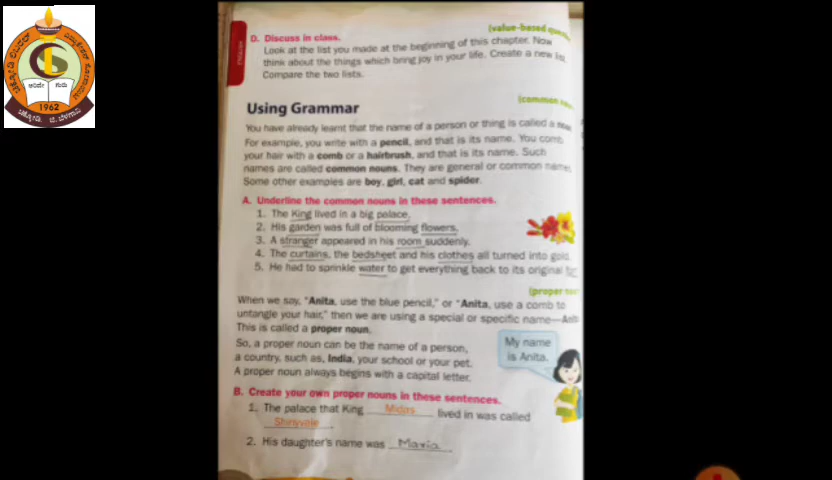 (value-based ques
D. Discuss in class.
Look at the list you made at the beginning of this chapter. Now
think about the things which bring joy in your life. Create a new list.
Compare the two lists.
ENGLISH
Using Grammar
(common
You have already learnt that the name of a person or thing is called a noun
For example, you write with a pencil, and that is its name. You comb
your hair with a comb or a hairbrush, and that is its name. Such
names are called common nouns. They are general or common name
Some other examples are boy, girl, cat and spider.
A. Underline the common nouns in these sentences.
1. The King lived in a big palace.
2. His garden was full of blooming flowers.
3. A stranger appeared in his room suddenly.
4. The curtains, the bedsheet and his clothes all turned into gold.
5. He had to sprinkle water to get everything back to its original
(proper
When we say, "Anita, use the blue pencil," or "Anita, use a comb to
untangle your hair," then we are using a special or specific name—Anit
This is called a proper noun.
So, a proper noun can be the name of a person,
a country, such as, India, your school or your pet.
A proper noun always begins with a capital letter.
My name
is Anita.
B. Create your own proper nouns in these sentences.
1. The palace that King Midas lived in was called
Shinyvale.
2. His daughter's name was Maria.
1962